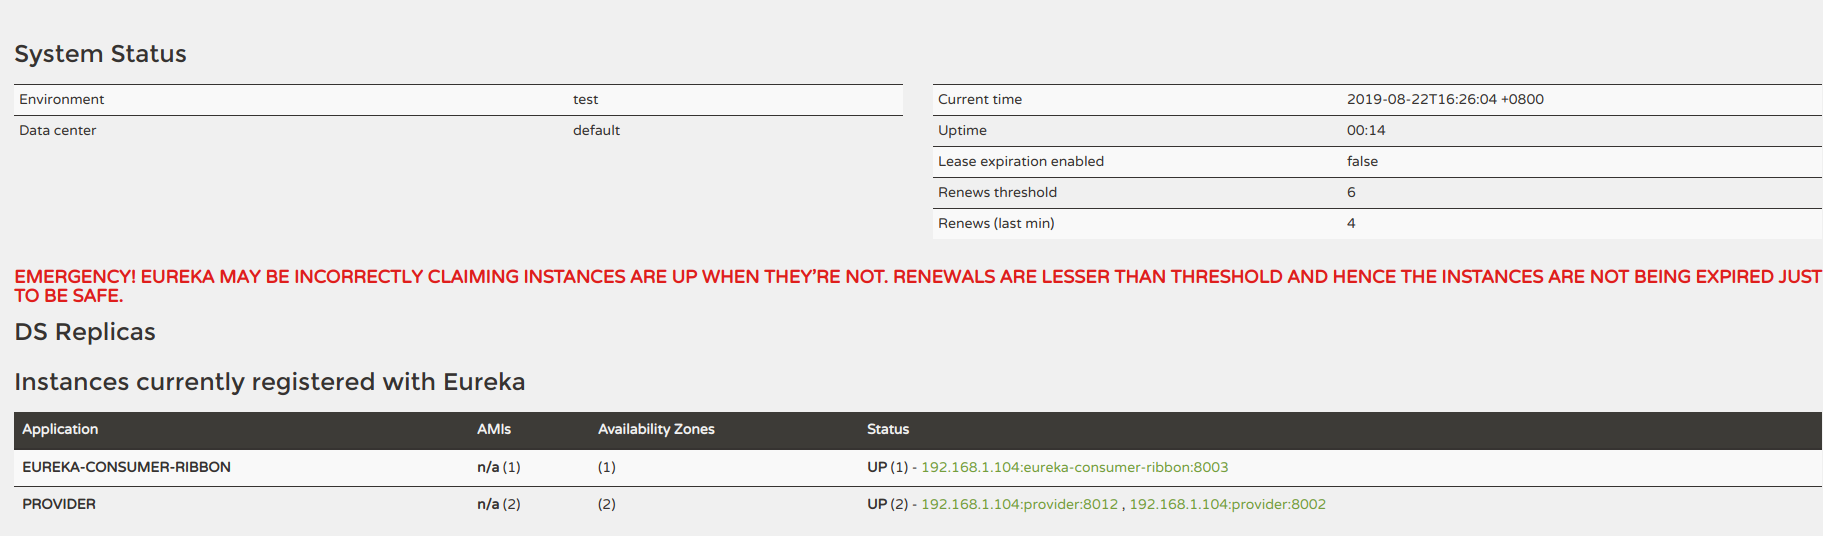 System Status
Environment test
Data center default
Current time 2019-08-22T16:26:04 +0800
Uptime 00:14
Lease expiration enabled false
Renews threshold 6
Renews (last min) 4
EMERGENCY! EUREKA MAY BE INCORRECTLY CLAIMING INSTANCES ARE UP WHEN THEY'RE NOT. RENEWALS ARE LESSER THAN THRESHOLD AND HENCE THE INSTANCES ARE NOT BEING EXPIRED JUST
TO BE SAFE.
DS Replicas
Instances currently registered with Eureka
Application AMIs Availability Zones Status
EUREKA-CONSUMER-RIBBON n/a (1) (1) UP (1) - 192.168.1.104:eureka-consumer-ribbon:8003
PROVIDER n/a (2) (2) UP (2) - 192.168.1.104:provider:8012 , 192.168.1.104:provider:8002